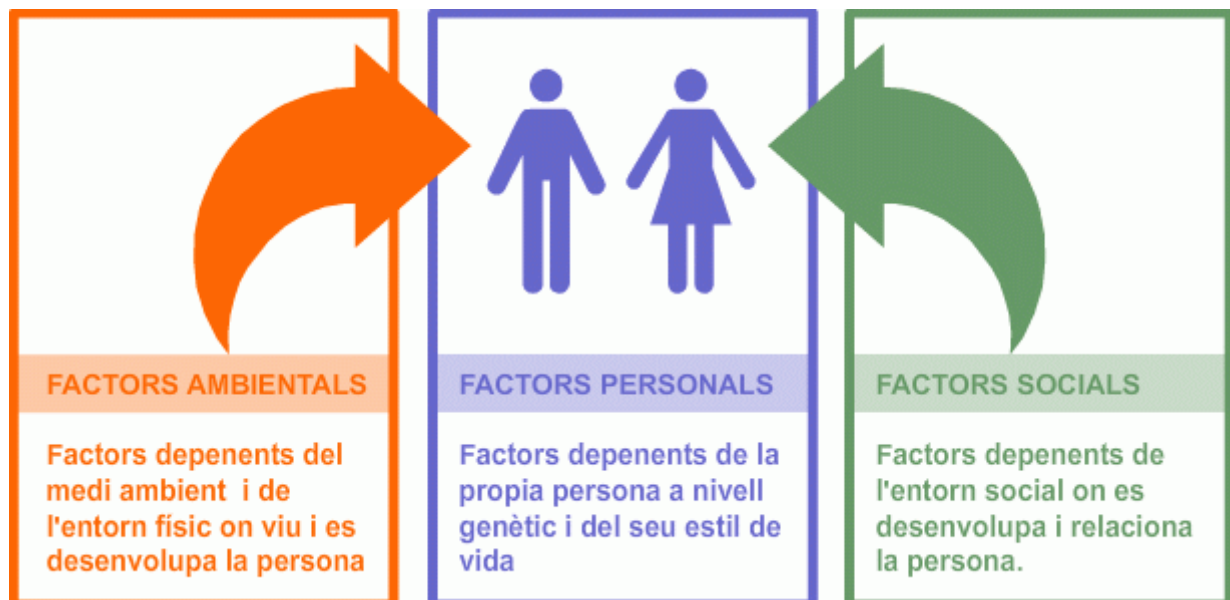 FACTORS AMBIENTALS
Factors depenents del
medi ambient i de
l'entorn físic on viu i es
desenvolupa la persona
FACTORS PERSONALS
Factors depenents de la
propia persona a nivell
genètic i del seu estil de
vida
FACTORS SOCIALS
Factors depenents de
l'entorn social on es
desenvolupa i relaciona
la persona.